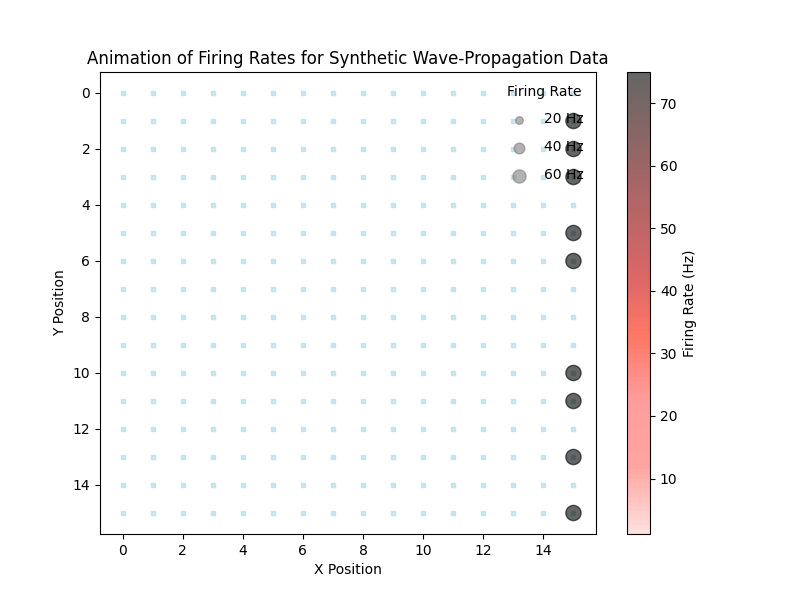 Animation of Firing Rates for Synthetic Wave-Propagation Data
Firing Rate
20 Hz
40 Hz
60 Hz
0
2
4
6
8
10
12
14
Y Position
0
2
4
6
8
10
12
14
X Position
70
60
50
40
30
20
10
Firing Rate (Hz)